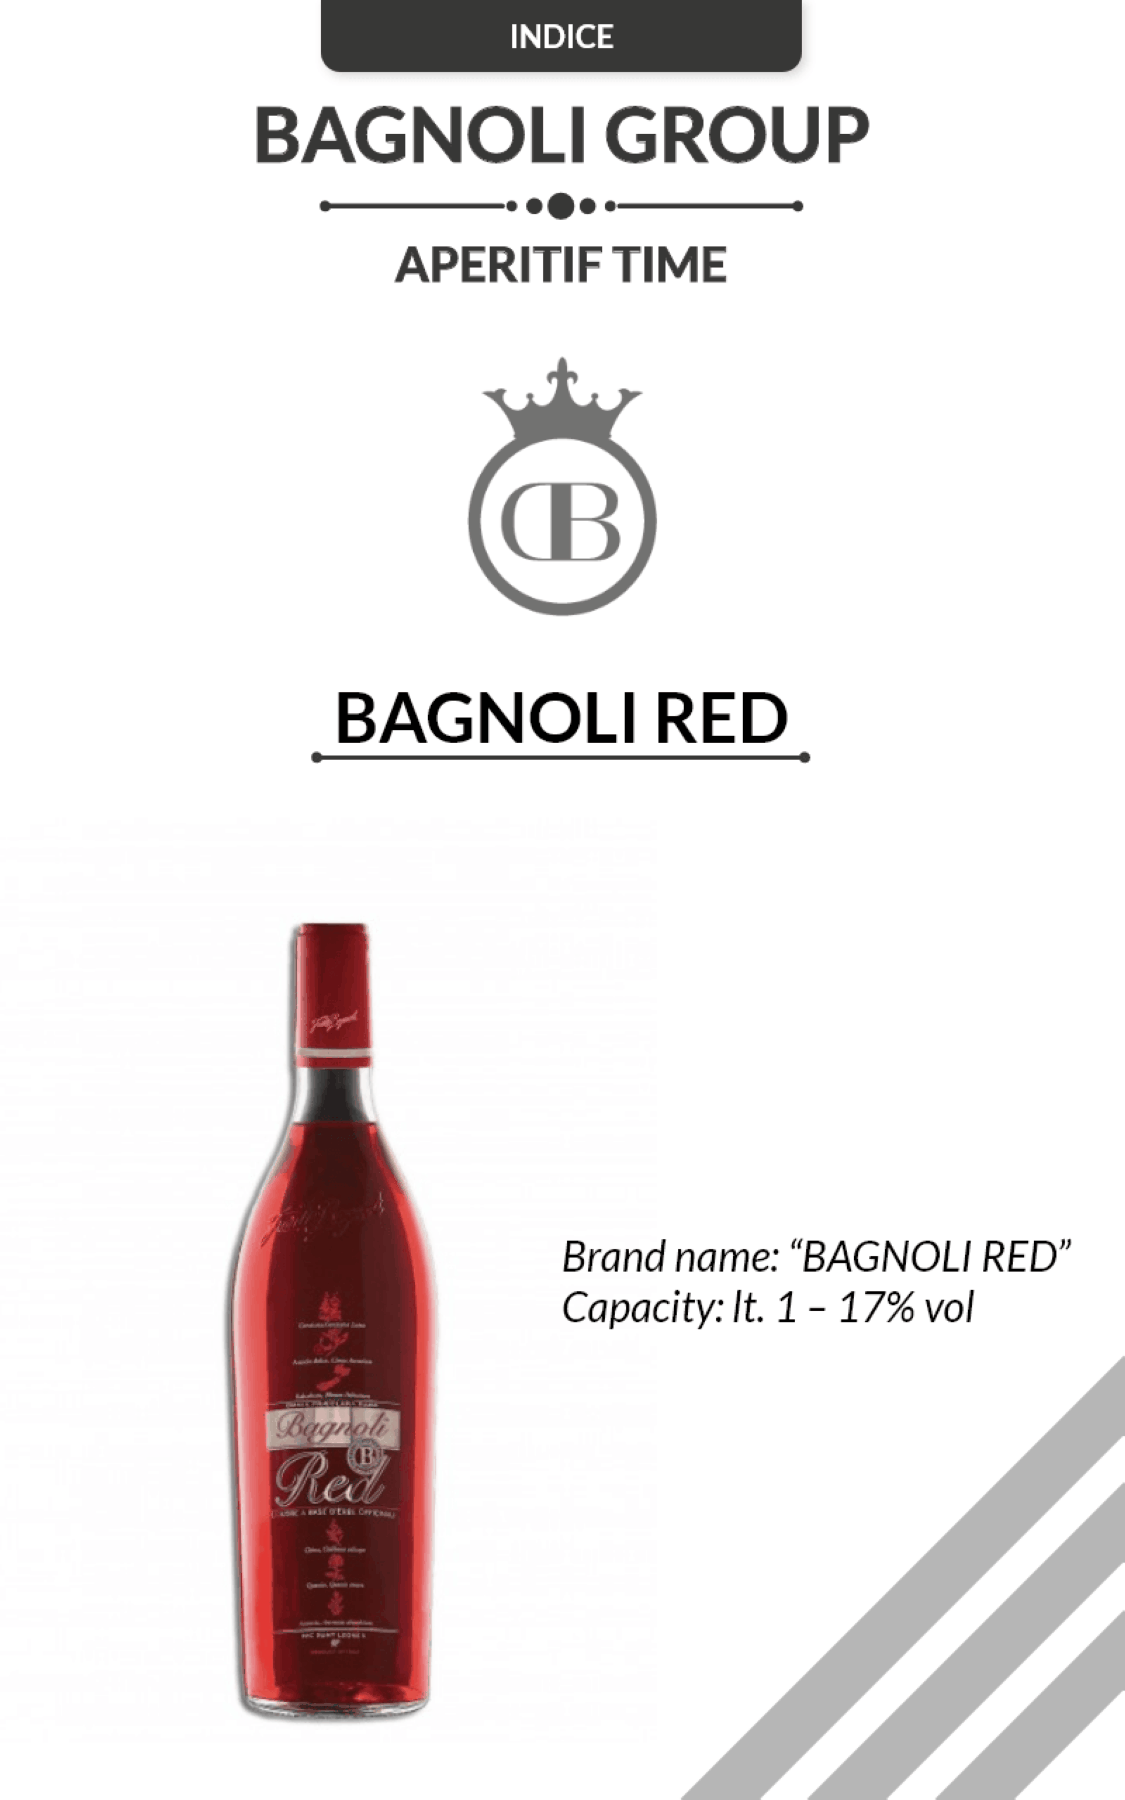 INDICE
BAGNOLI GROUP
APERITIF TIME
B
BAGNOLI RED
Brand name: “BAGNOLI RED”
Capacity: lt. 1 – 17% vol
Bagnoli
B
Red